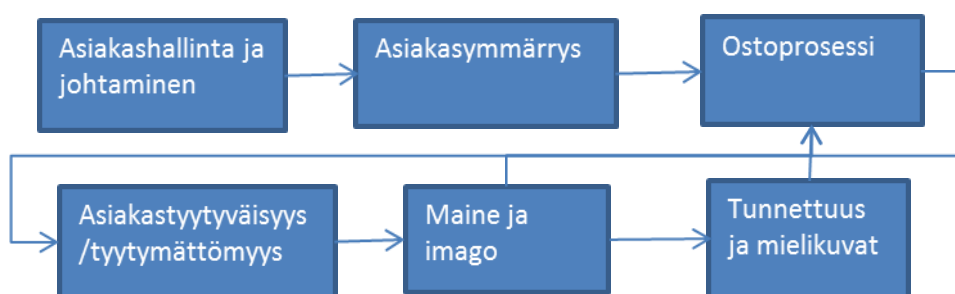 Asiakashallinta ja
johtaminen
Asiakasymmärrys
Ostoprosessi
Asiakastyytyväisyys
/tyytymättömyys
Maine ja
imago
Tunnettuus
ja mielikuvat